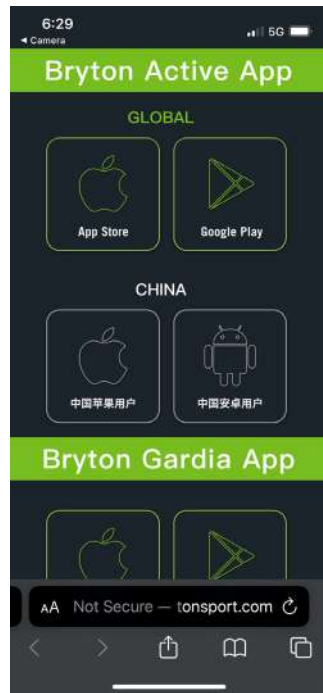 6:29
5G
◀ Camera
Bryton Active App
GLOBAL
App Store
Google Play
CHINA
中国苹果用户
中国安卓用户
Bryton Gardia App
AA Not Secure — tonsport.com